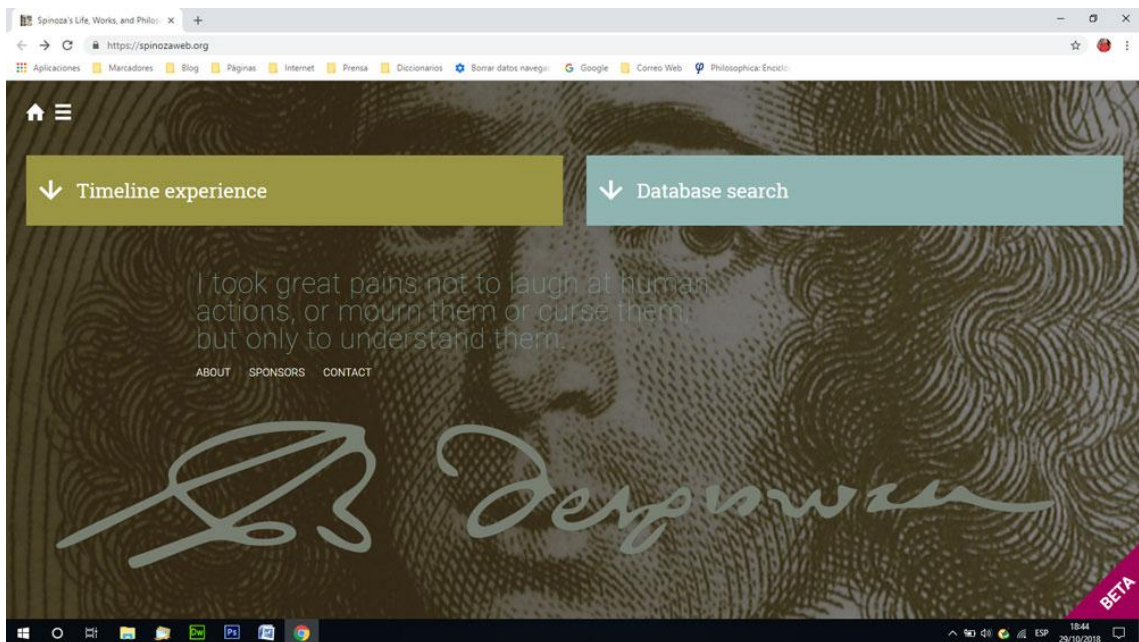 Spinoza's Life, Works, and Philos
https://spinozaweb.org
Aplicaciones Marcadores Blog Páginas Internet Prensa Diccionarios Borrar datos navega Google Correo Web Philosophica: Enciclo
Timeline experience
Database search
I took great pains not to laugh at human
actions, or mourn them or curse them,
but only to understand them.
ABOUT SPONSORS CONTACT
BETA
Dw Ps
ESP
18:44
29/10/2018